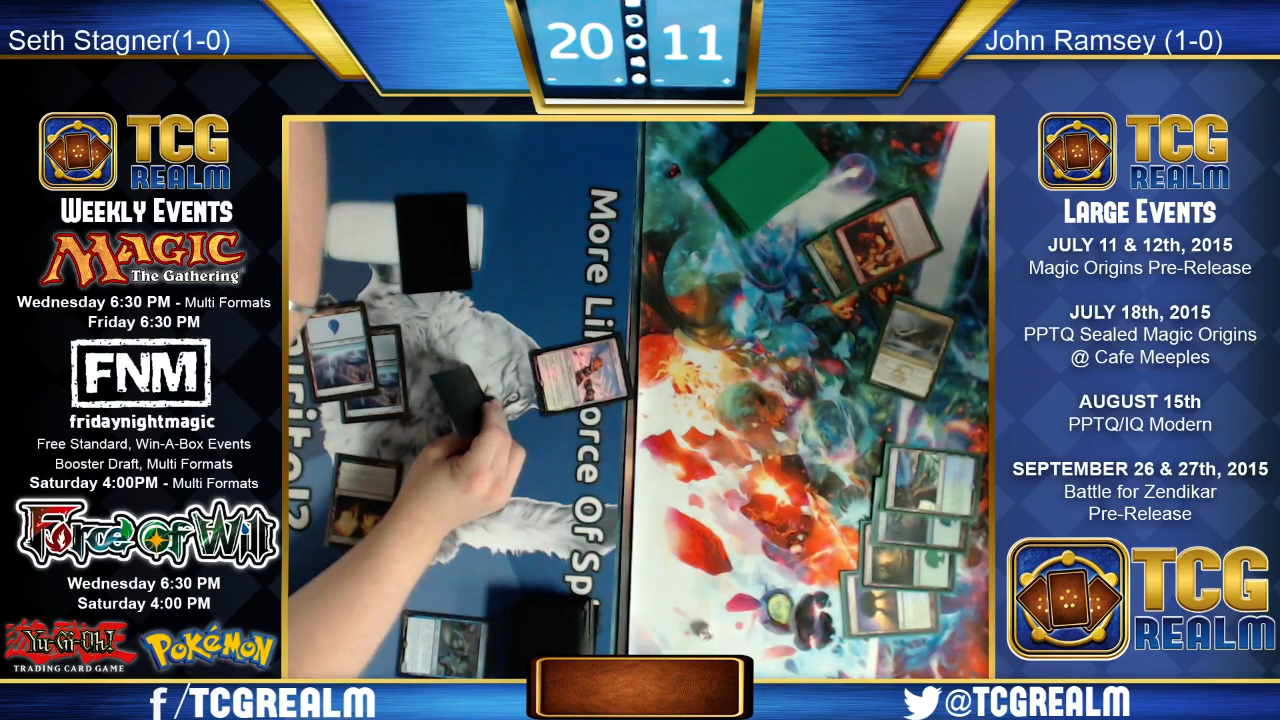 Seth Stagner(1-0)
20
11
John Ramsey (1-0)
TCG
REALM
WEEKLY EVENTS
MAGIC
The Gathering
Wednesday 6:30 PM - Multi Formats
Friday 6:30 PM
FNM
fridaynightmagic
Free Standard, Win-A-Box Events
Booster Draft, Multi Formats
Saturday 4:00PM - Multi Formats
Force of Will
Wednesday 6:30 PM
Saturday 4:00 PM
Yu-Gi-Oh!
TRADING CARD GAME
POKéMON
More Li
orce Of Sp
TCG
REALM
LARGE EVENTS
JULY 11 & 12th, 2015
Magic Origins Pre-Release
JULY 18th, 2015
PPTQ Sealed Magic Origins
@ Cafe Meeples
AUGUST 15th
PPTQ/IQ Modern
SEPTEMBER 26 & 27th, 2015
Battle for Zendikar
Pre-Release
TCG
REALM
f/TCGREALM
@TCGREALM